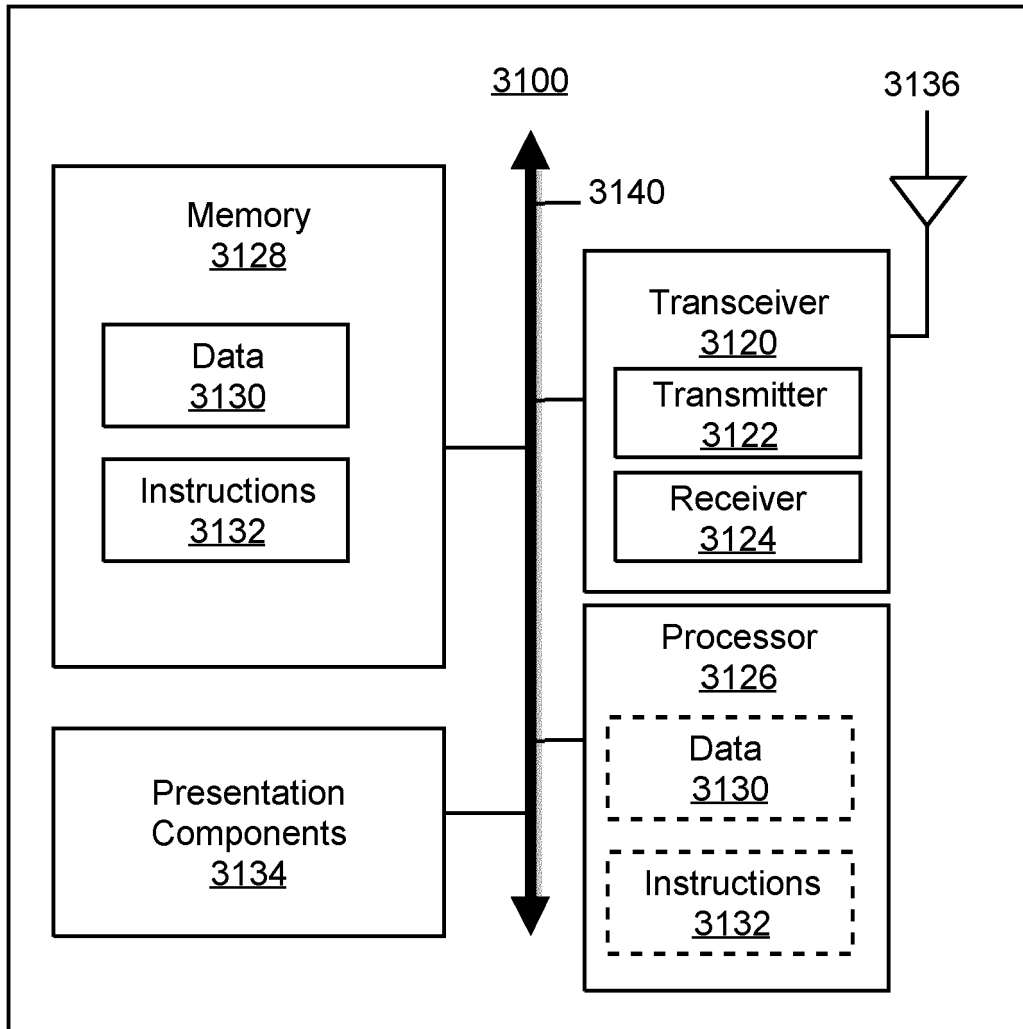 3100
3136
3140
Memory
3128
Data
3130
Instructions
3132
Transceiver
3120
Transmitter
3122
Receiver
3124
Processor
3126
Data
3130
Instructions
3132
Presentation
Components
3134